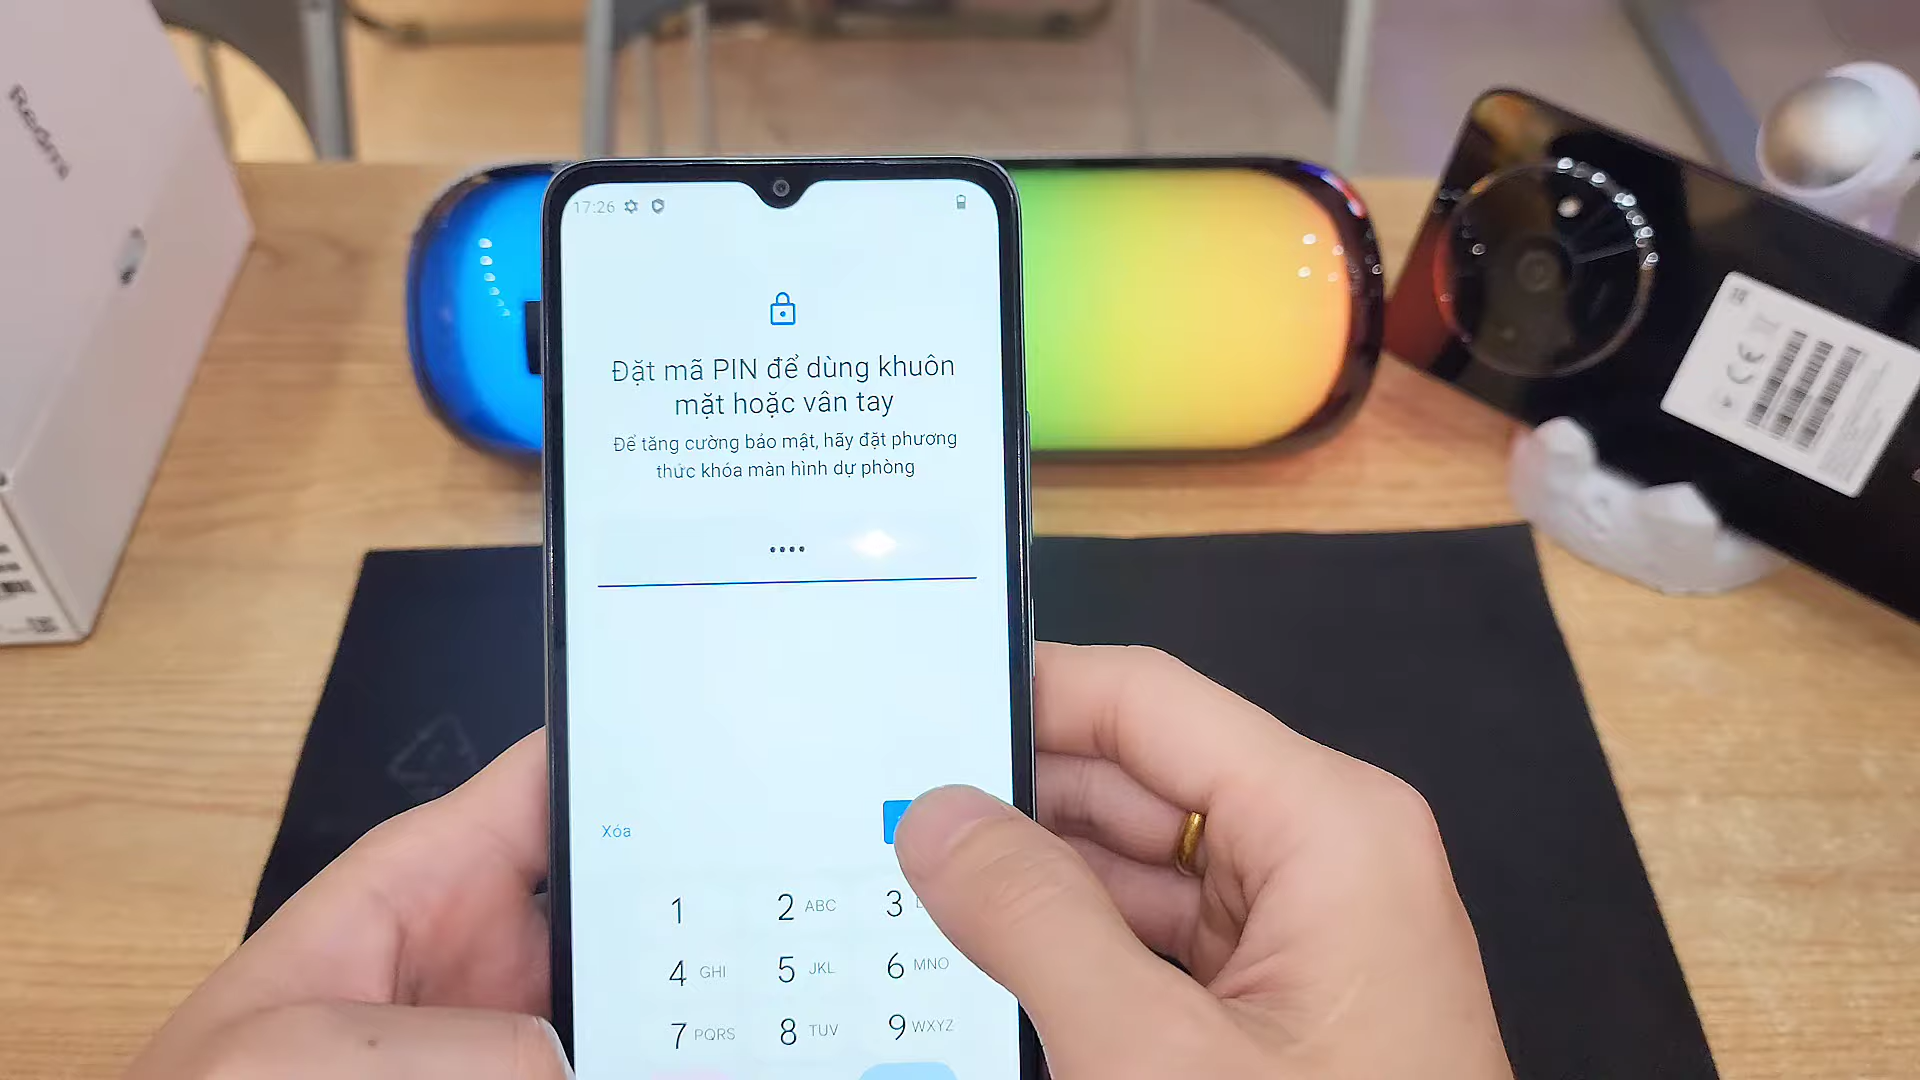 Redmi
17:26
Đặt mã PIN để dùng khuôn
mặt hoặc vân tay
Để tăng cường bảo mật, hãy đặt phương
thức khóa màn hình dự phòng
••••
Xóa
1
2 ABC
3
4 GHI
5 JKL
6 MNO
7 PQRS
8 TUV
9 WXYZ
CE